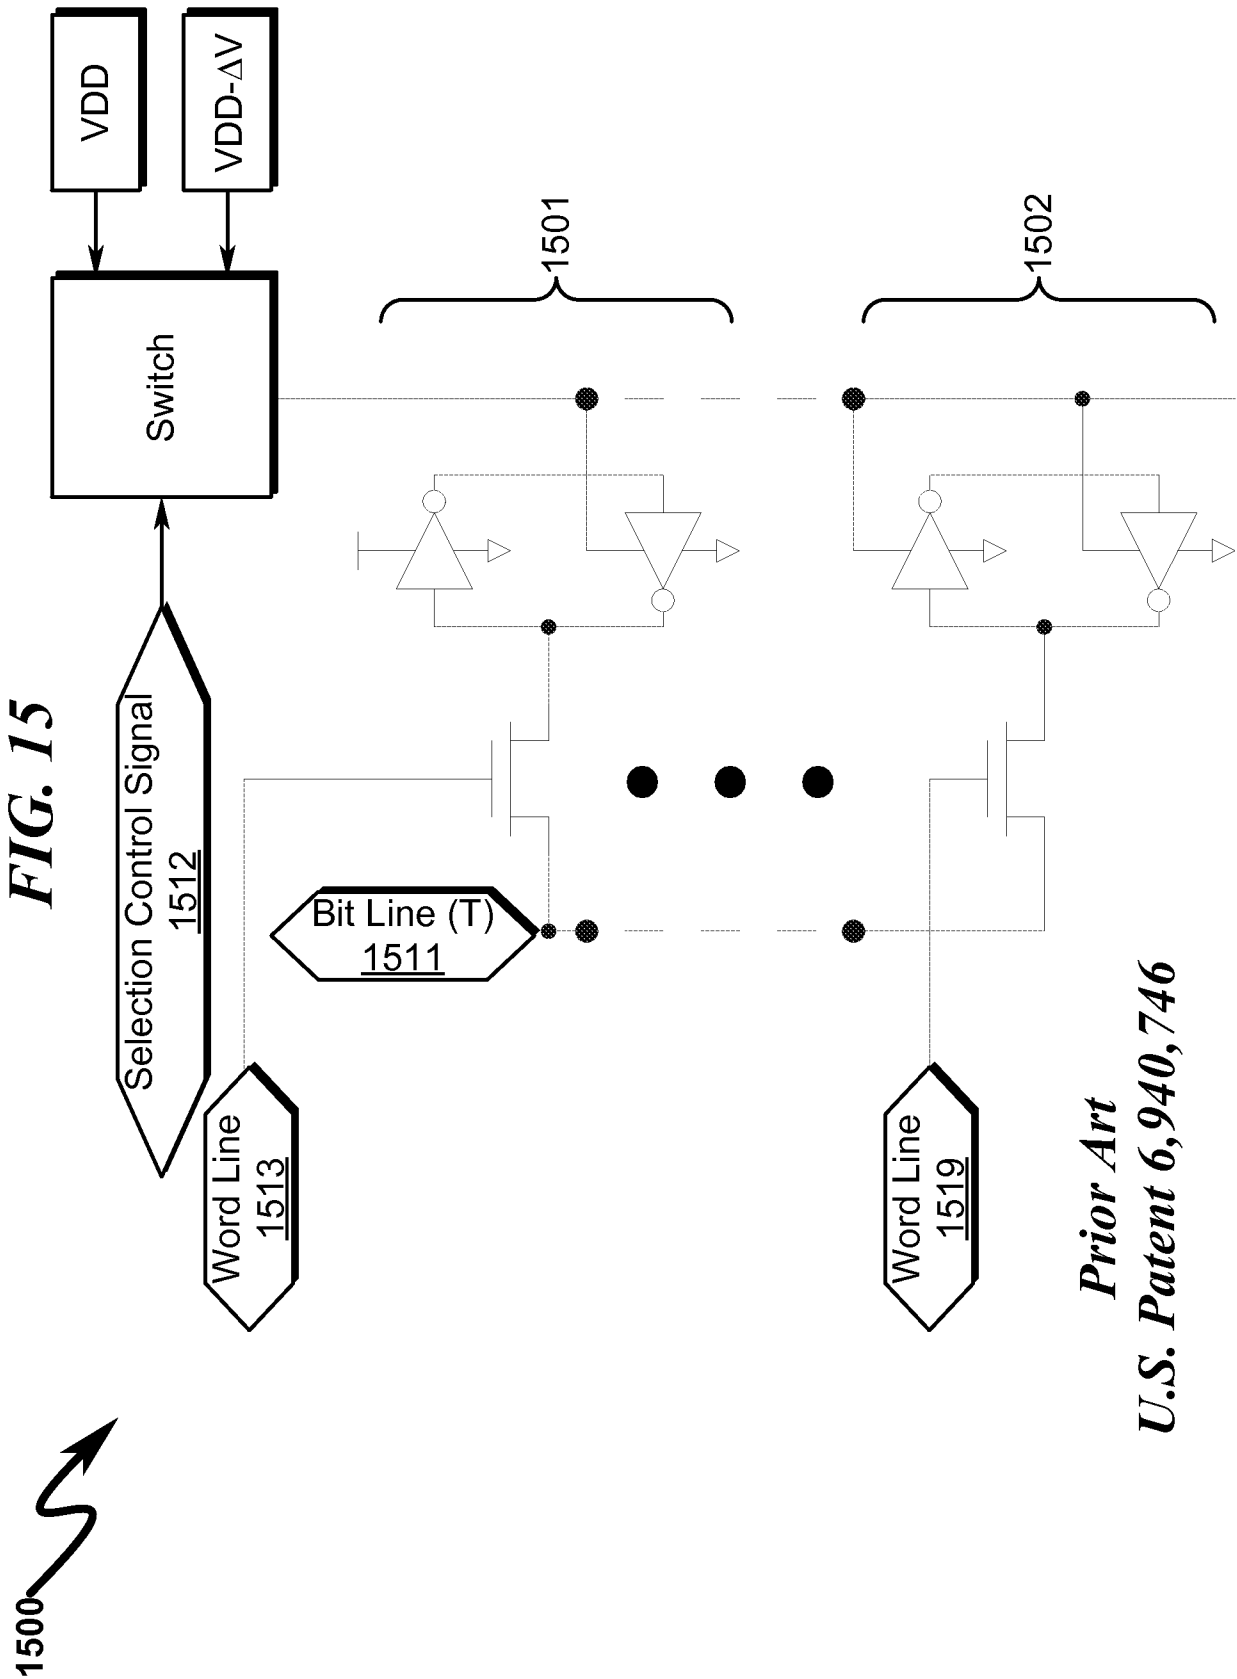 FIG. 15
1500
Selection Control Signal
1512
Switch
VDD
VDD-ΔV
Word Line
1513
Bit Line (T)
1511
1501
Word Line
1519
1502
Prior Art
U.S. Patent 6,940,746